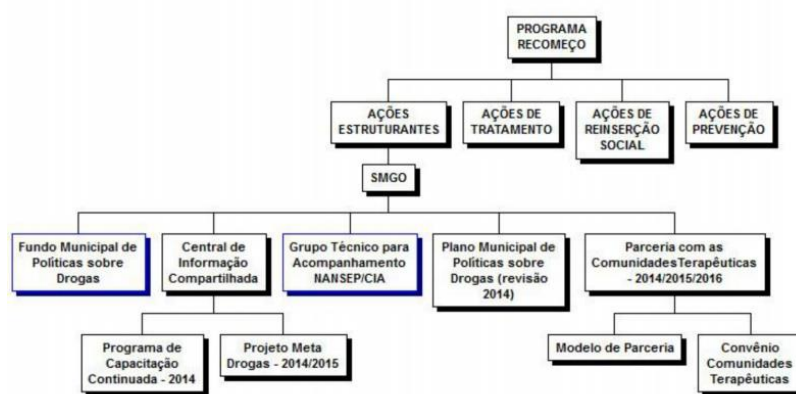 PROGRAMA
RECOMEÇO
AÇÕES
ESTRUTURANTES
AÇÕES DE
TRATAMENTO
AÇÕES DE
REINSERÇÃO
SOCIAL
AÇÕES DE
PREVENÇÃO
SMGO
Fundo Municipal de
Políticas sobre
Drogas
Central de
Informação
Compartilhada
Grupo Técnico para
Acompanhamento
NANSEP/CIA
Plano Municipal de
Políticas sobre
Drogas (revisão
2014)
Parceria com as
ComunidadesTerapêuticas
- 2014/2015/2016
Programa de
Capacitação
Continuada - 2014
Projeto Meta
Drogas - 2014/2015
Modelo de Parceria
Convênio
Comunidades
Terapêuticas